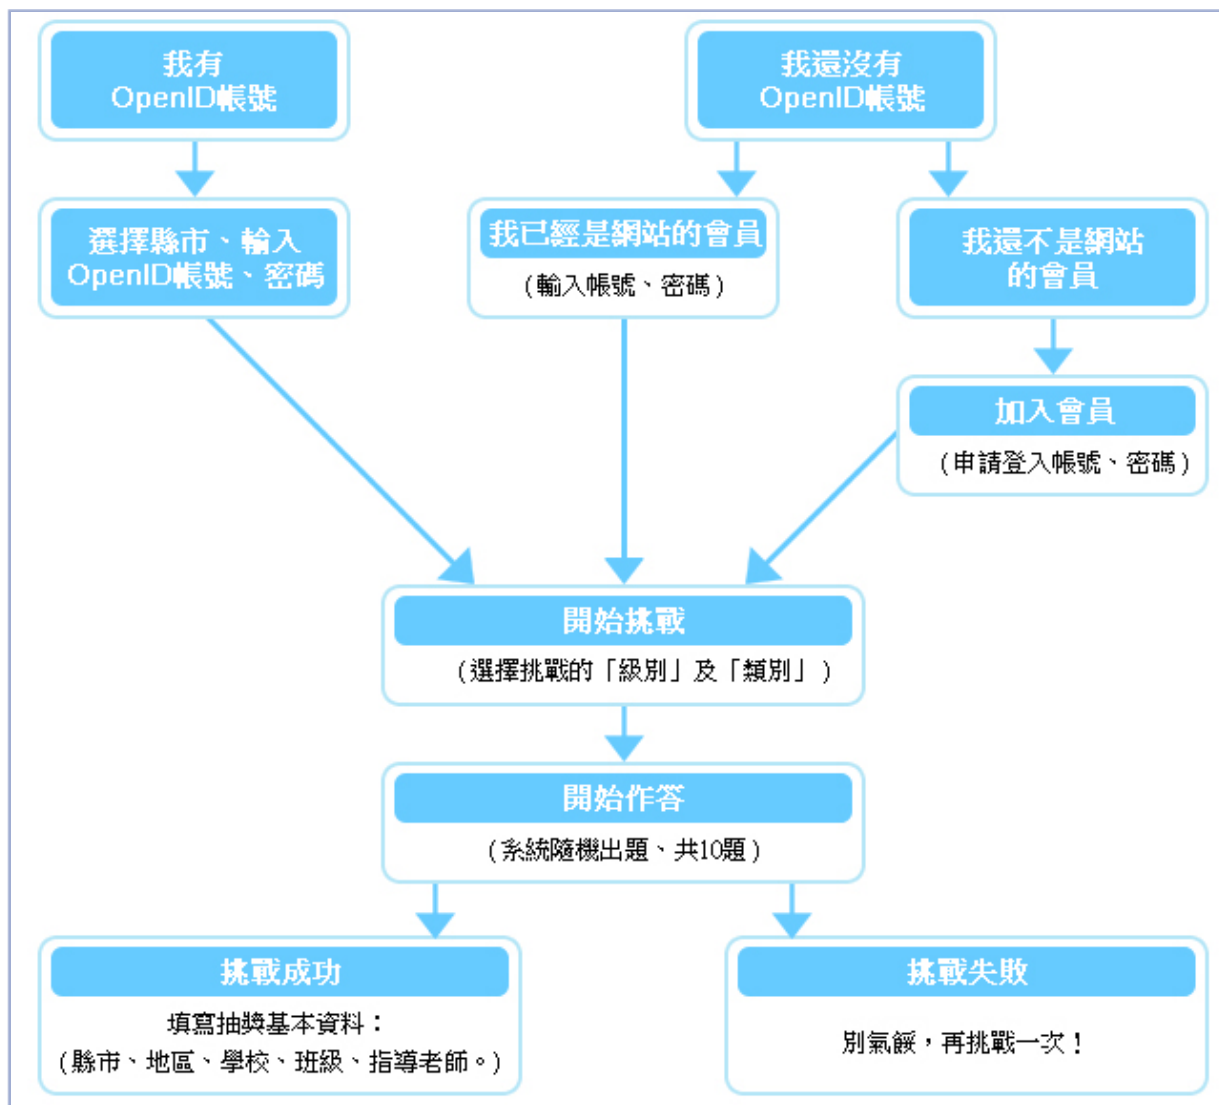 我有
OpenID帳號
我還沒有
OpenID帳號
選擇縣市、輸入
OpenID帳號、密碼
我已經是網站的會員
(輸入帳號、密碼)
我還不是網站
的會員
加入會員
(申請登入帳號、密碼)
開始挑戰
(選擇挑戰的「級別」及「類別」)
開始作答
(系統隨機出題、共10題)
挑戰成功
填寫抽獎基本資料：
(縣市、地區、學校、班級、指導老師。)
挑戰失敗
別氣餒，再挑戰一次！